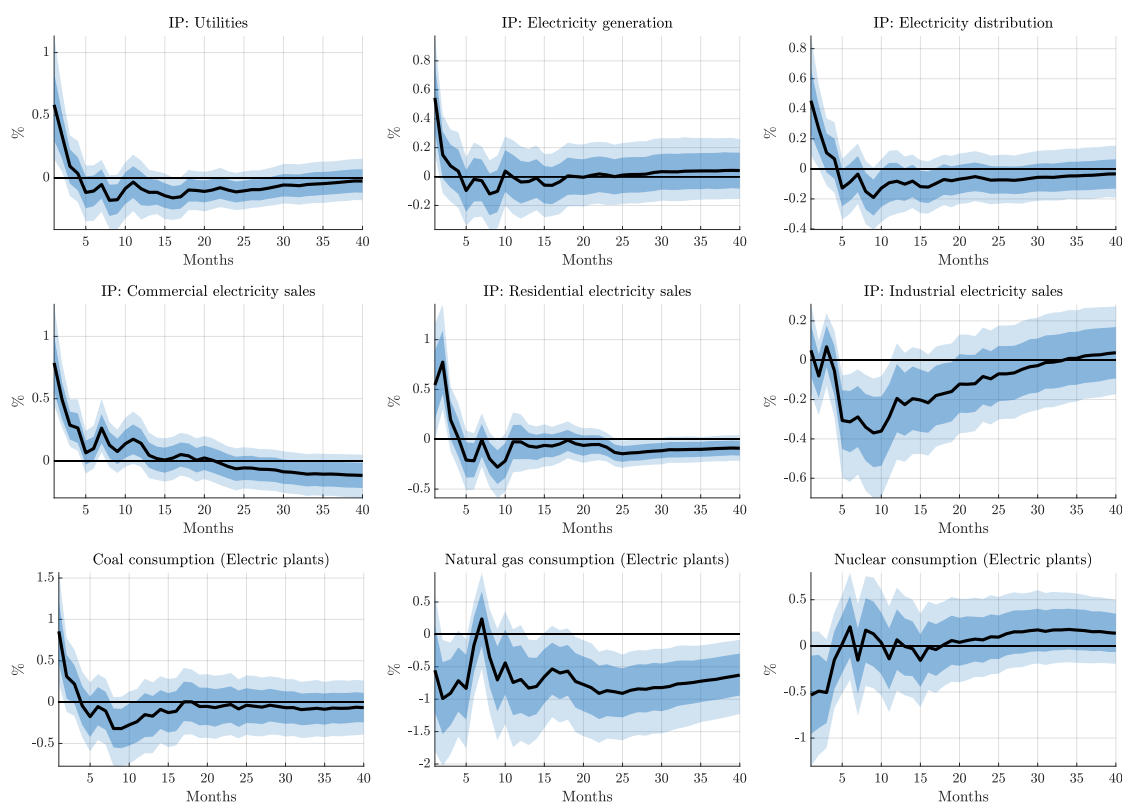 IP: Utilities
1
0.5
0
%
5 10 15 20 25 30 35 40
Months
IP: Electricity generation
0.8
0.6
0.4
0.2
0
-0.2
%
5 10 15 20 25 30 35 40
Months
IP: Electricity distribution
0.8
0.6
0.4
0.2
0
-0.2
-0.4
%
5 10 15 20 25 30 35 40
Months
IP: Commercial electricity sales
1
0.5
0
%
5 10 15 20 25 30 35 40
Months
IP: Residential electricity sales
1
0.5
0
-0.5
%
5 10 15 20 25 30 35 40
Months
IP: Industrial electricity sales
0.2
0
-0.2
-0.4
-0.6
%
5 10 15 20 25 30 35 40
Months
Coal consumption (Electric plants)
1.5
1
0.5
0
-0.5
%
5 10 15 20 25 30 35 40
Months
Natural gas consumption (Electric plants)
0
-0.5
-1
-1.5
-2
%
5 10 15 20 25 30 35 40
Months
Nuclear consumption (Electric plants)
0.5
0
-0.5
-1
%
5 10 15 20 25 30 35 40
Months